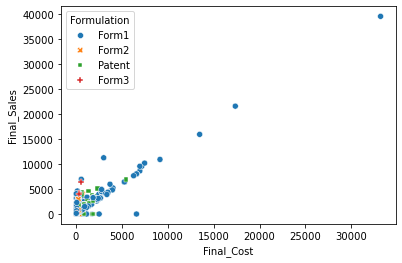 Formulation
Form1
Form2
Patent
Form3
Final_Sales
40000
35000
30000
25000
20000
15000
10000
5000
0
0 5000 10000 15000 20000 25000 30000
Final_Cost